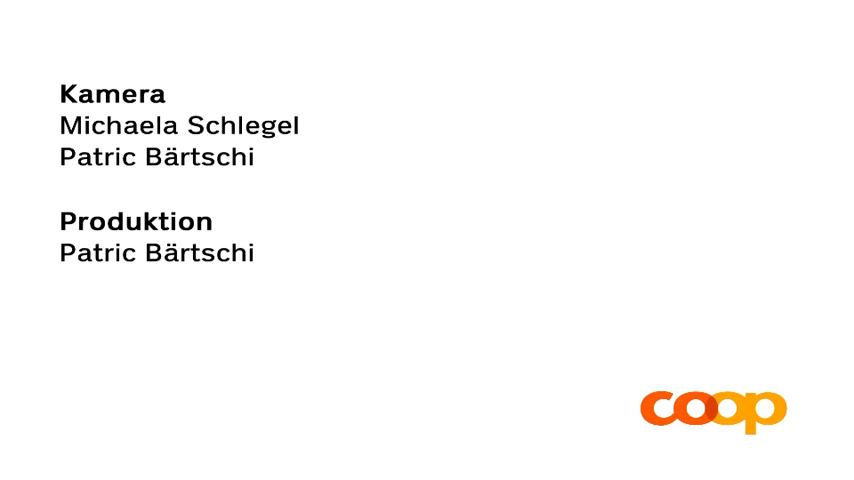 Kamera
Michaela Schlegel
Patric Bärtschi
Produktion
Patric Bärtschi
coop